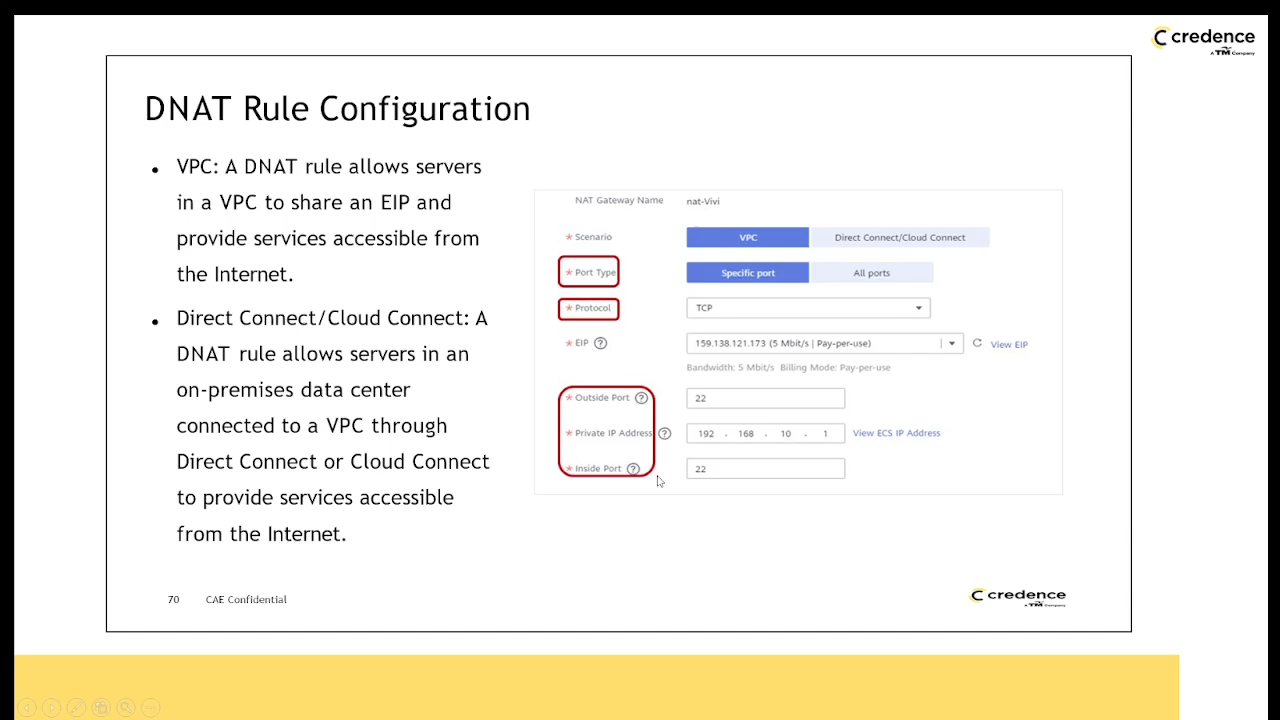 credence
A TM Company
DNAT Rule Configuration
• VPC: A DNAT rule allows servers
in a VPC to share an EIP and
provide services accessible from
the Internet.
• Direct Connect/Cloud Connect: A
DNAT rule allows servers in an
on-premises data center
connected to a VPC through
Direct Connect or Cloud Connect
to provide services accessible
from the Internet.
NAT Gateway Name nat-Vivi
* Scenario VPC Direct Connect/Cloud Connect
* Port Type Specific port All ports
* Protocol TCP
* EIP ? 159.138.121.173 (5 Mbit/s | Pay-per-use) View EIP
Bandwidth: 5 Mbit/s Billing Mode: Pay-per-use
* Outside Port ? 22
* Private IP Address ? 192 . 168 . 10 . 1 View ECS IP Address
* Inside Port ? 22
70 CAE Confidential
credence
A TM Company